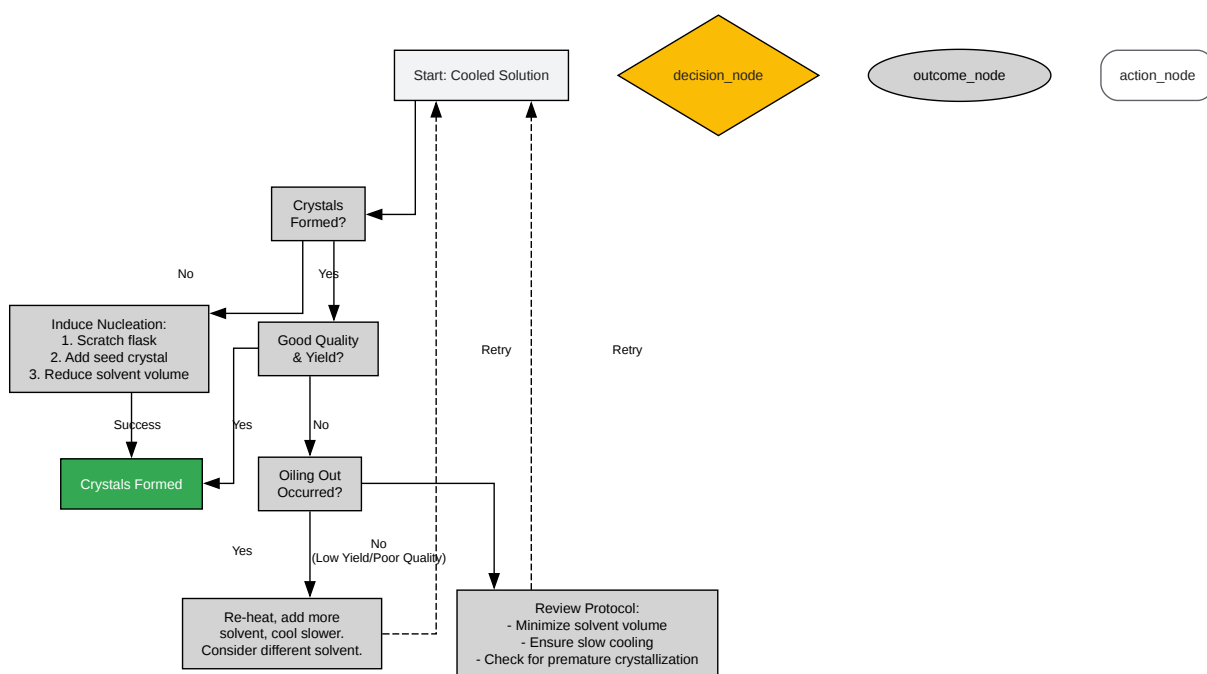 Start: Cooled Solution
decision_node
outcome_node
action_node
Crystals
Formed?
No
Yes
Induce Nucleation:
1. Scratch flask
2. Add seed crystal
3. Reduce solvent volume
Good Quality
& Yield?
Retry
Retry
Success
Yes
No
Crystals Formed
Oiling Out
Occurred?
Yes
No
(Low Yield/Poor Quality)
Re-heat, add more
solvent, cool slower.
Consider different solvent.
Review Protocol:
- Minimize solvent volume
- Ensure slow cooling
- Check for premature crystallization